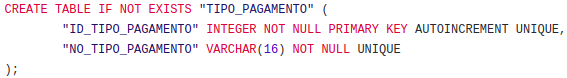 CREATE TABLE IF NOT EXISTS "TIPO_PAGAMENTO" (
"ID_TIPO_PAGAMENTO" INTEGER NOT NULL PRIMARY KEY AUTOINCREMENT UNIQUE,
"NO_TIPO_PAGAMENTO" VARCHAR(16) NOT NULL UNIQUE
);